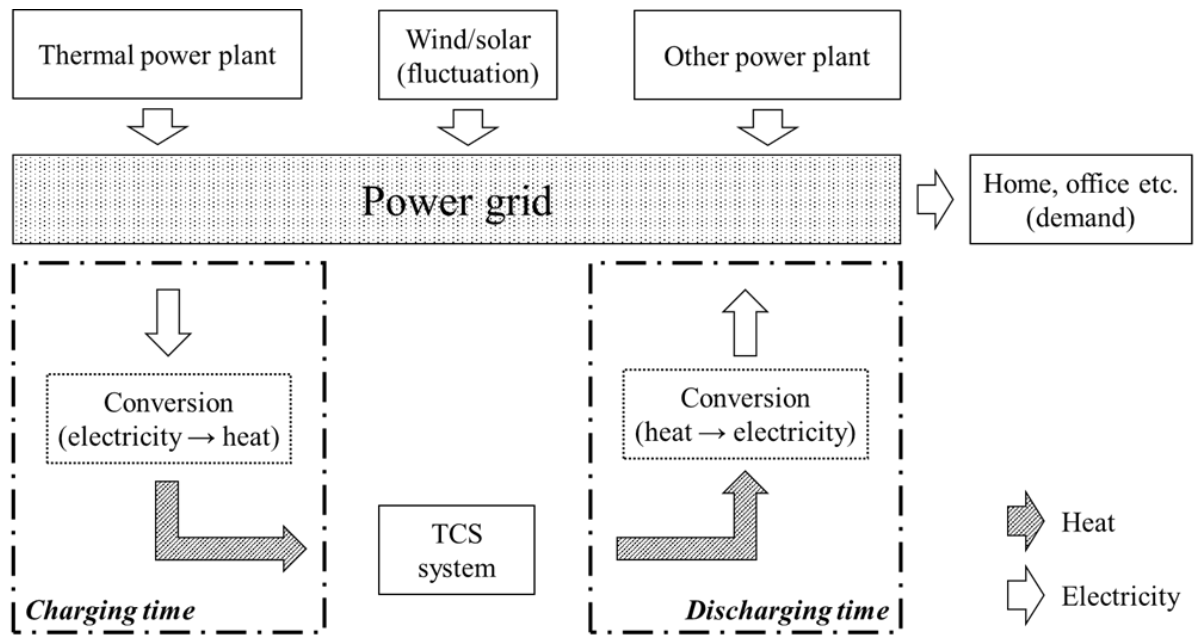 Thermal power plant
Wind/solar
(fluctuation)
Other power plant
Power grid
Home, office etc.
(demand)
Conversion
(electricity → heat)
Conversion
(heat → electricity)
TCS
system
Heat
Electricity
Charging time
Discharging time